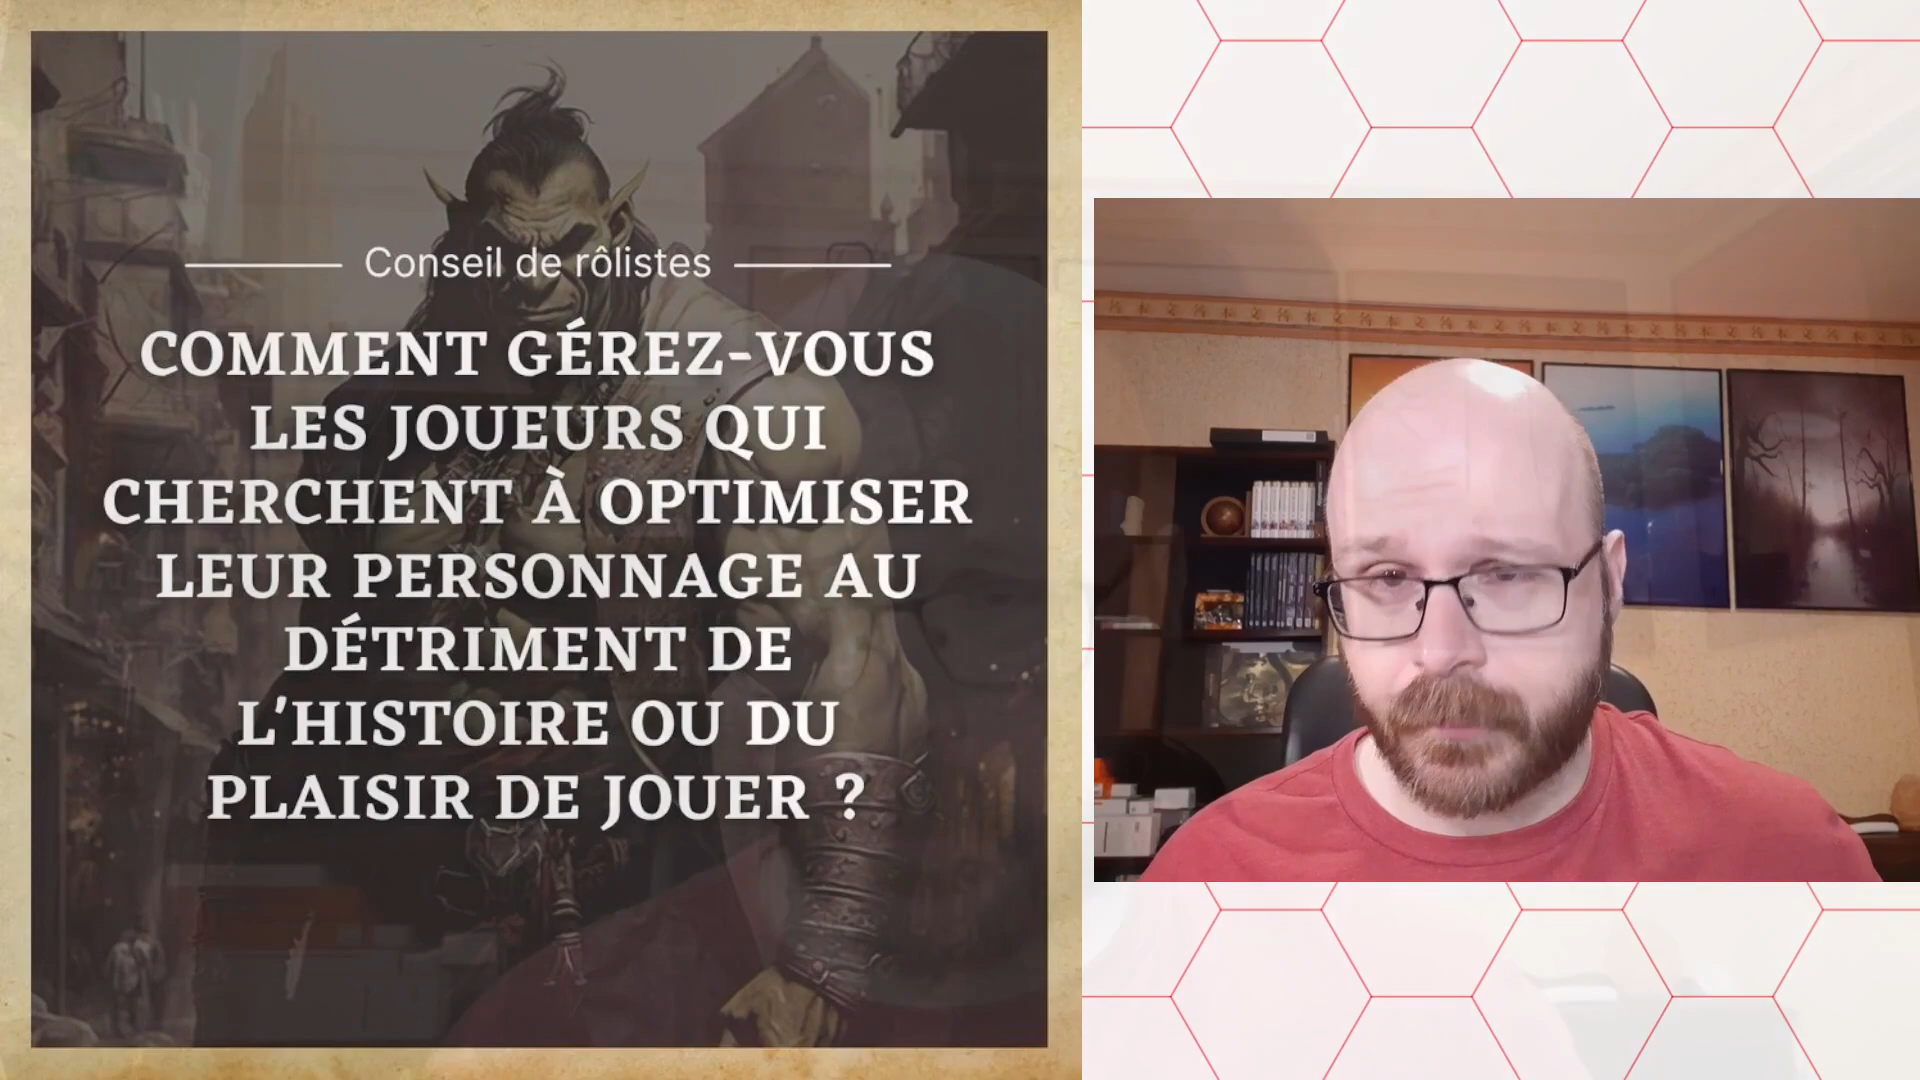 Conseil de rôlistes
COMMENT GÉREZ-VOUS
LES JOUEURS QUI
CHERCHENT À OPTIMISER
LEUR PERSONNAGE AU
DÉTRIMENT DE
L'HISTOIRE OU DU
PLAISIR DE JOUER ?